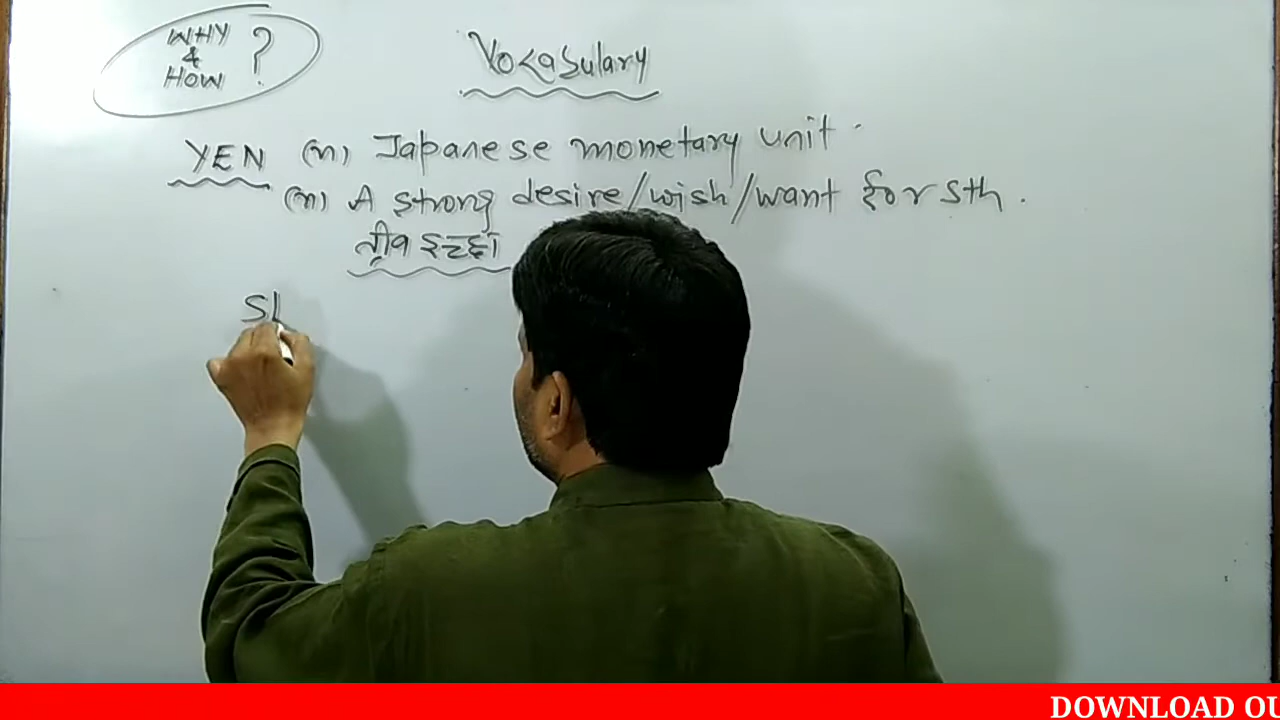 WHY
&
HOW ?
Vocabulary
YEN (n) Japanese monetary unit.
(n) A strong desire/wish/want for sth.
तीव्र इच्छा
SL
DOWNLOAD OU